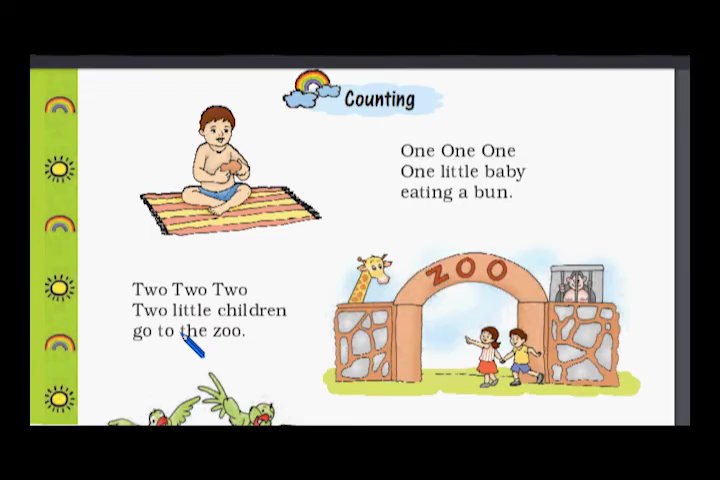 Counting
One One One
One little baby
eating a bun.
ZOO
Two Two Two
Two little children
go to the zoo.